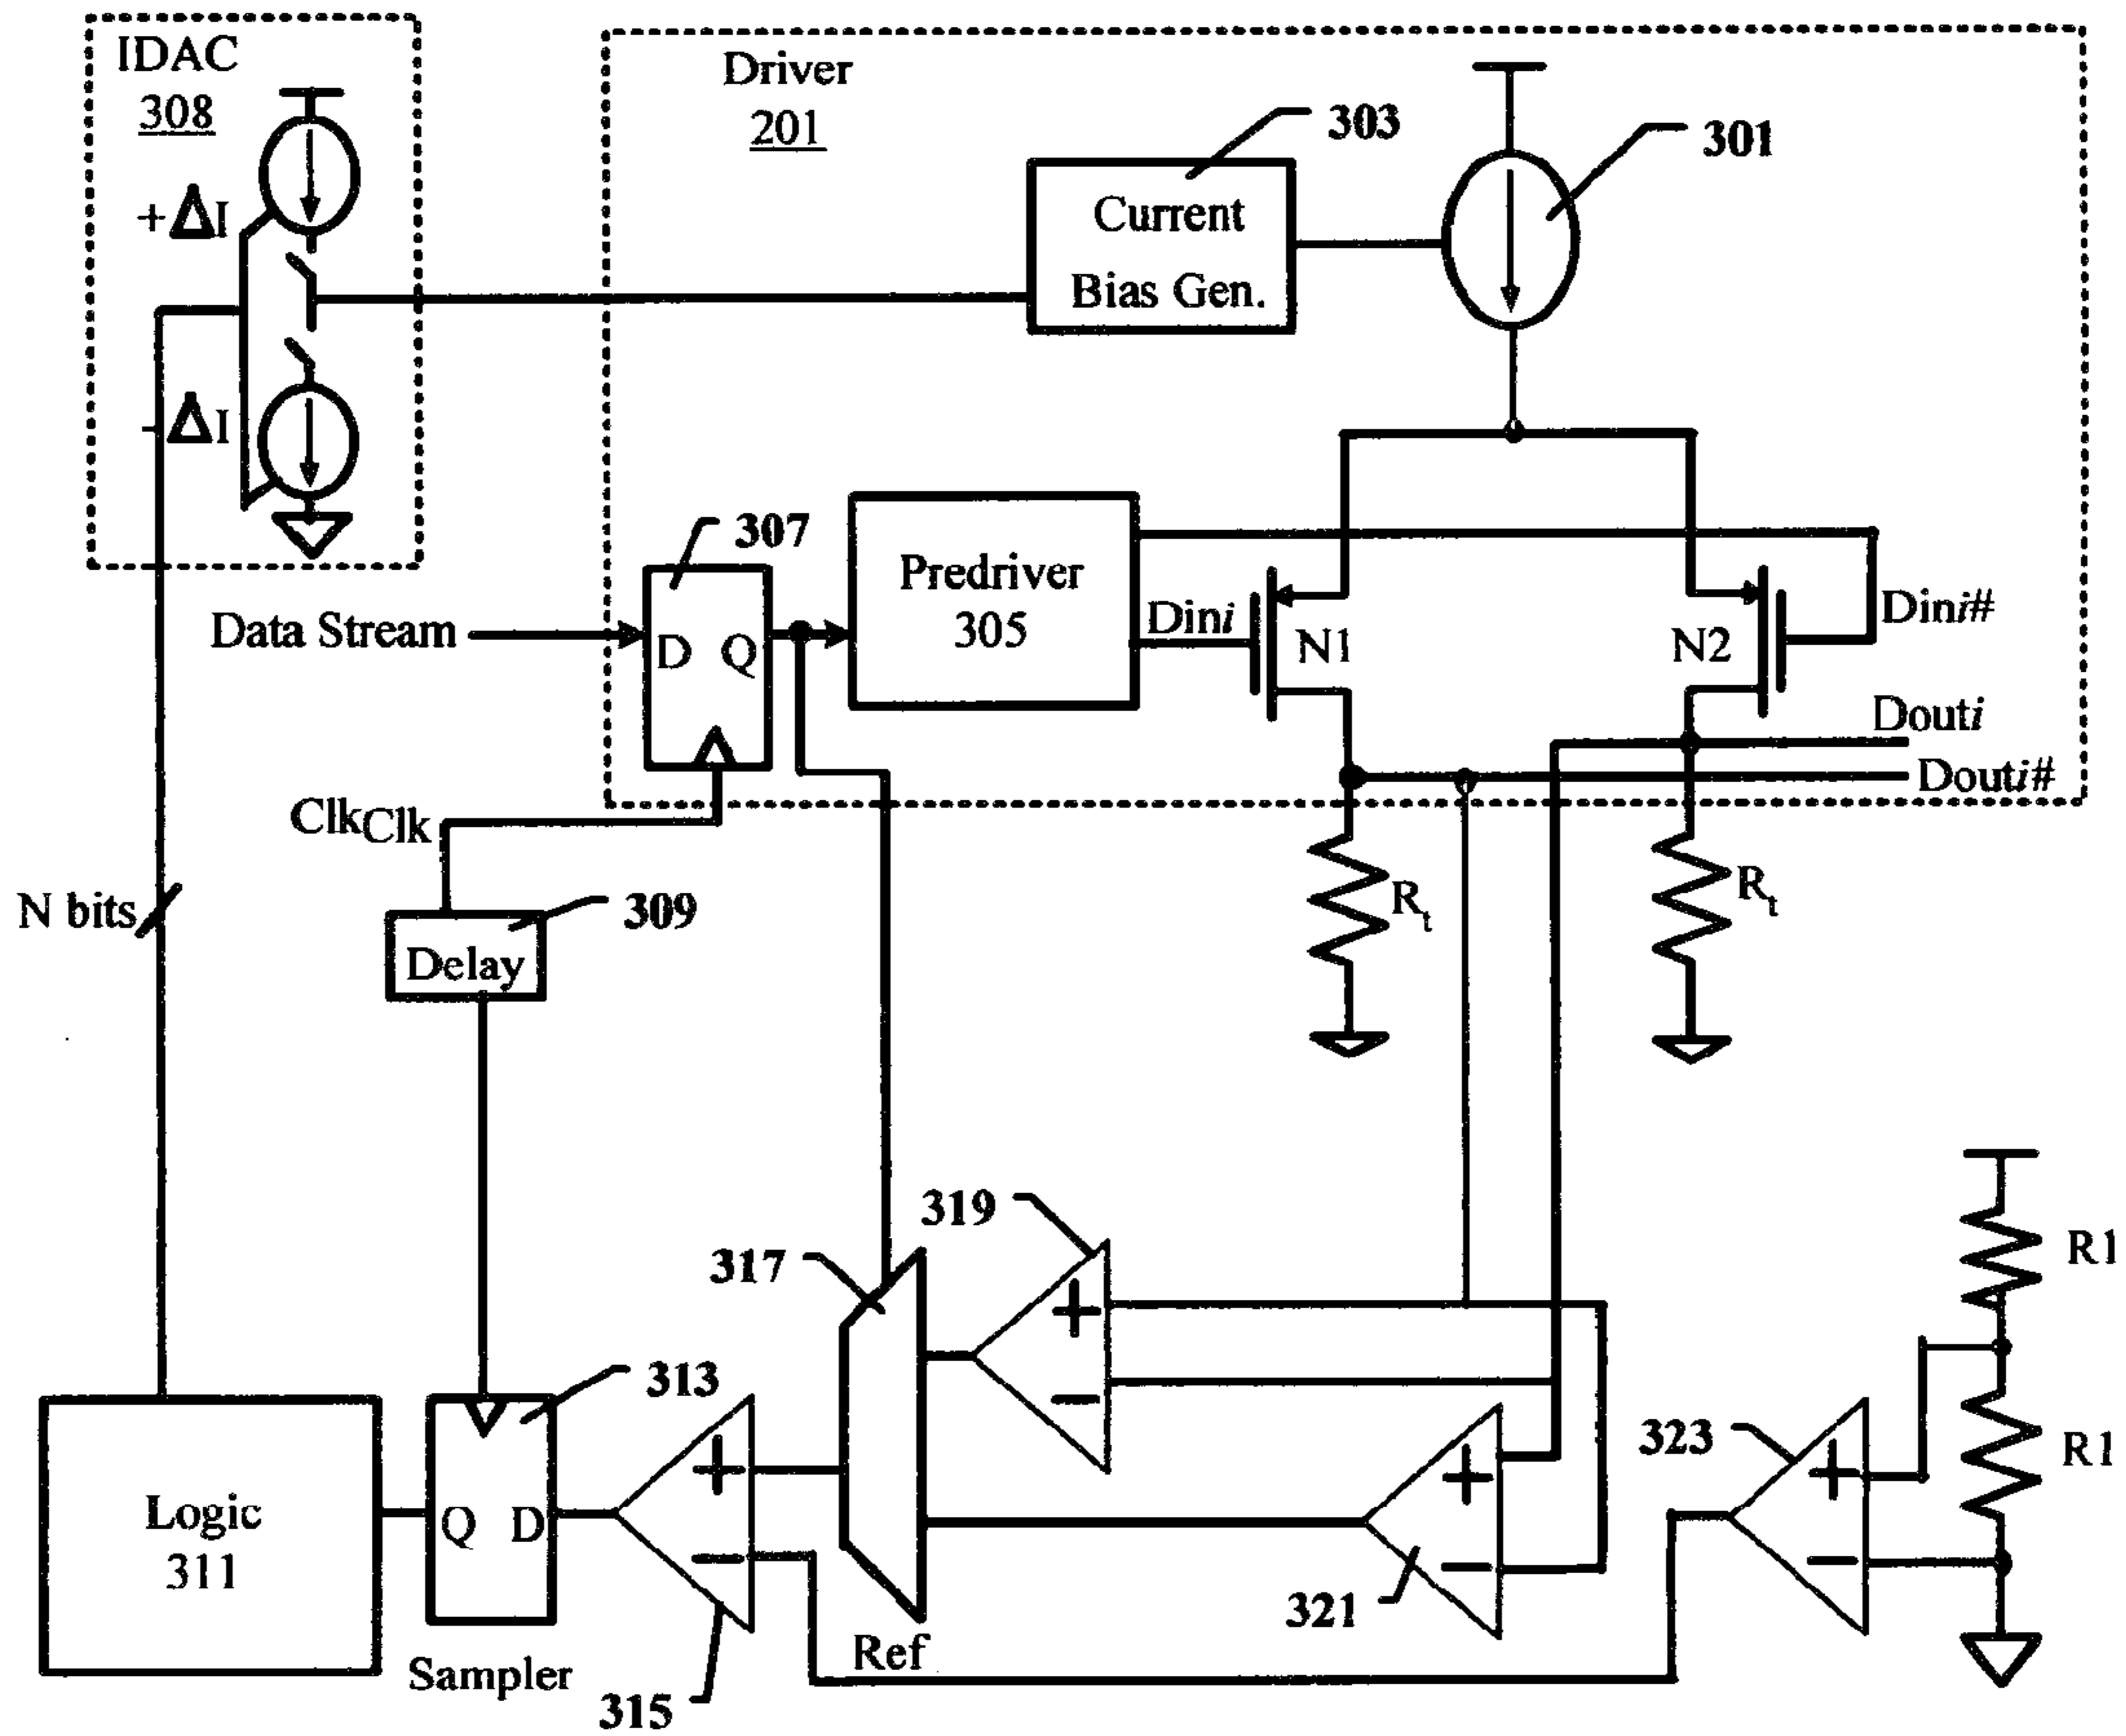 IDAC
308
Driver
201
303
301
+ΔI
Current
Bias Gen.
-ΔI
307
Predriver
305
Data Stream
D Q
Dini
N1
N2
Dini#
Douti
Douti#
ClkClk
Rt
Rt
N bits
309
Delay
319
317
R1
313
323
R1
Logic
311
Q D
+
−
+
−
+
−
+
−
321
Ref
Sampler
315